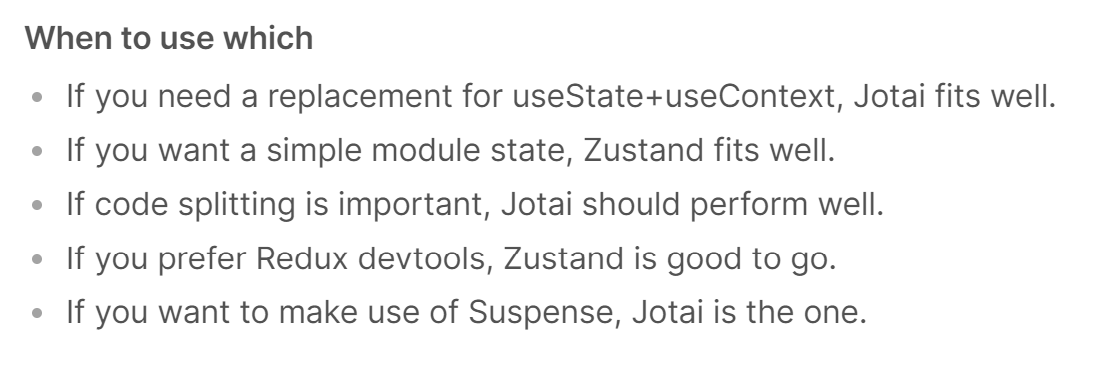 When to use which
• If you need a replacement for useState+useContext, Jotai fits well.
• If you want a simple module state, Zustand fits well.
• If code splitting is important, Jotai should perform well.
• If you prefer Redux devtools, Zustand is good to go.
• If you want to make use of Suspense, Jotai is the one.